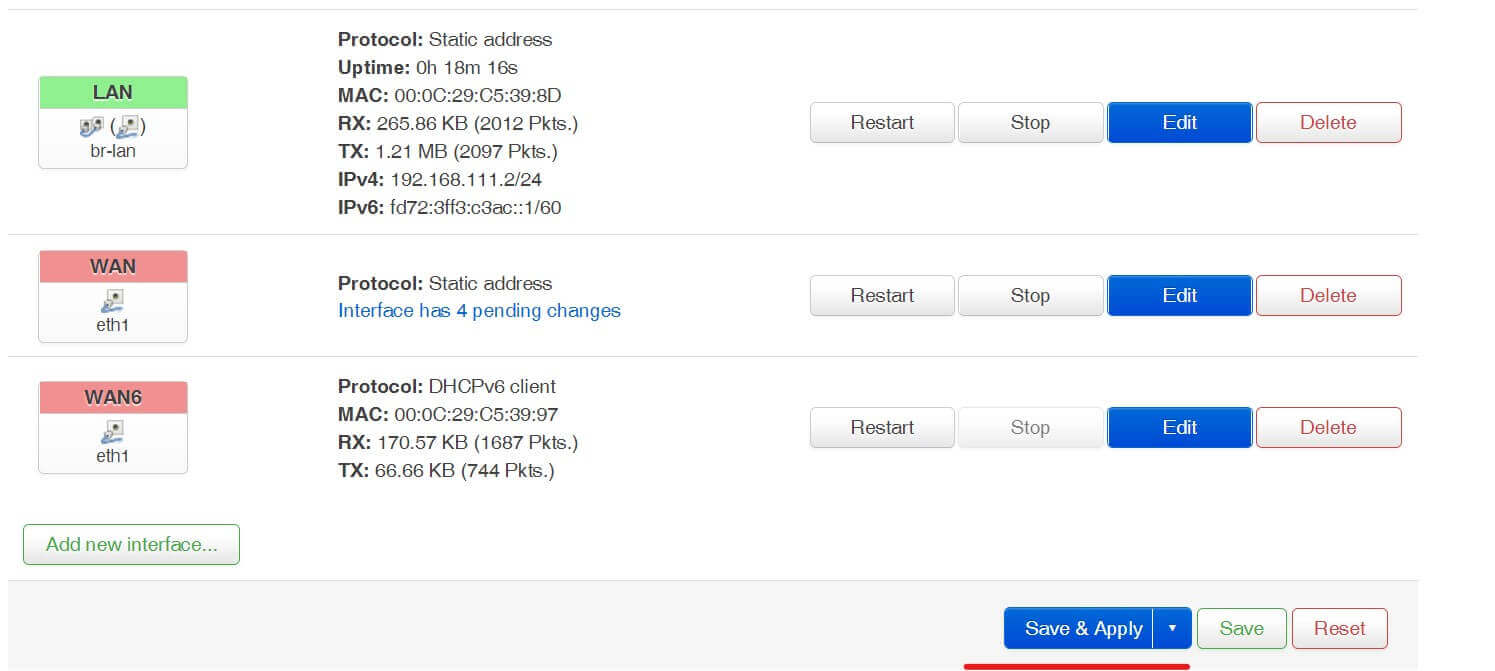 Protocol: Static address
Uptime: 0h 18m 16s
LAN
MAC: 00:0C:29:C5:39:8D
RX: 265.86 KB (2012 Pkts.)
Restart Stop Edit Delete
( )
br-lan
TX: 1.21 MB (2097 Pkts.)
IPv4: 192.168.111.2/24
IPv6: fd72:3ff3:c3ac::1/60
WAN
Protocol: Static address
Restart Stop Edit Delete
Interface has 4 pending changes
eth1
Protocol: DHCPv6 client
WAN6
MAC: 00:0C:29:C5:39:97
Restart Stop Edit Delete
RX: 170.57 KB (1687 Pkts.)
eth1
TX: 66.66 KB (744 Pkts.)
Add new interface...
Save & Apply Save Reset